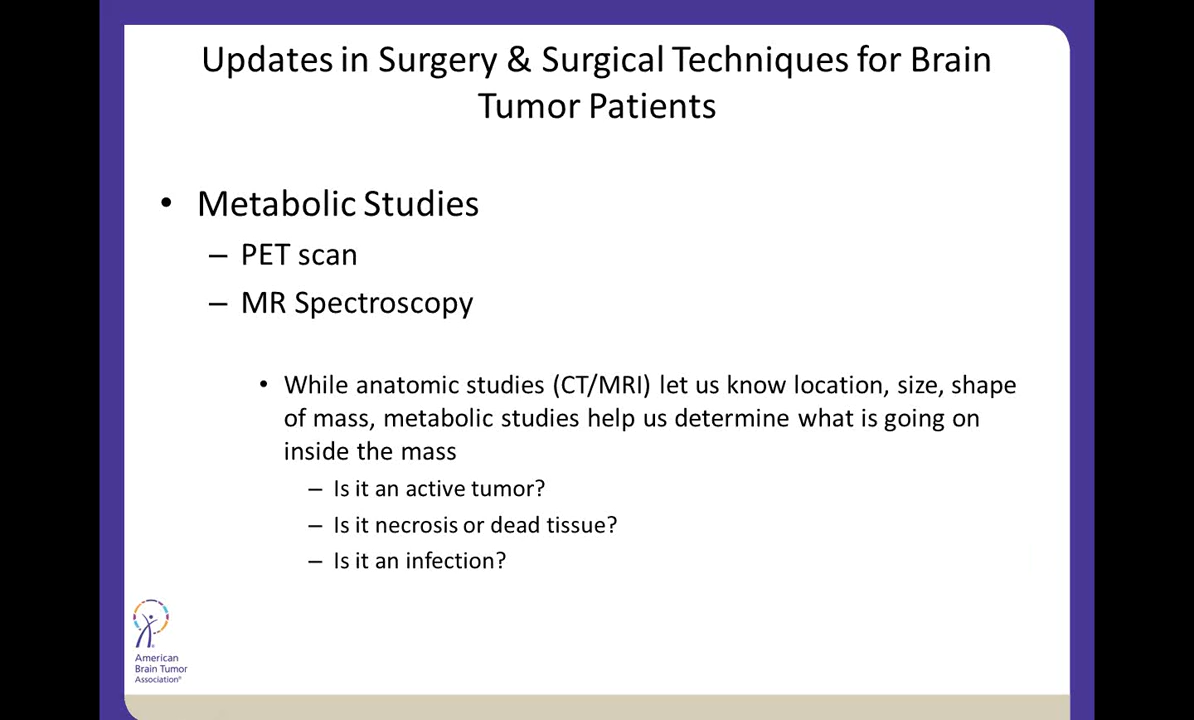 Updates in Surgery & Surgical Techniques for Brain
Tumor Patients
• Metabolic Studies
– PET scan
– MR Spectroscopy
• While anatomic studies (CT/MRI) let us know location, size, shape
of mass, metabolic studies help us determine what is going on
inside the mass
– Is it an active tumor?
– Is it necrosis or dead tissue?
– Is it an infection?
American
Brain Tumor
Association®